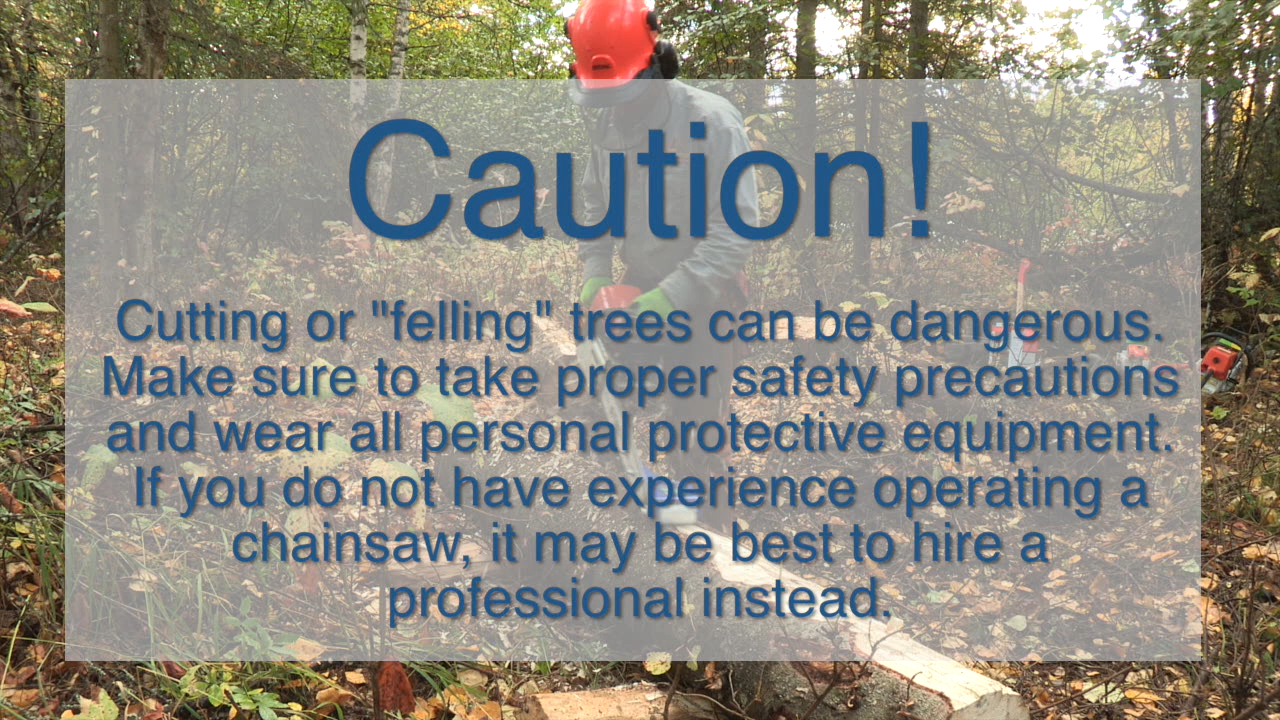 Caution!
Cutting or "felling" trees can be dangerous.
Make sure to take proper safety precautions
and wear all personal protective equipment.
If you do not have experience operating a
chainsaw, it may be best to hire a
professional instead.